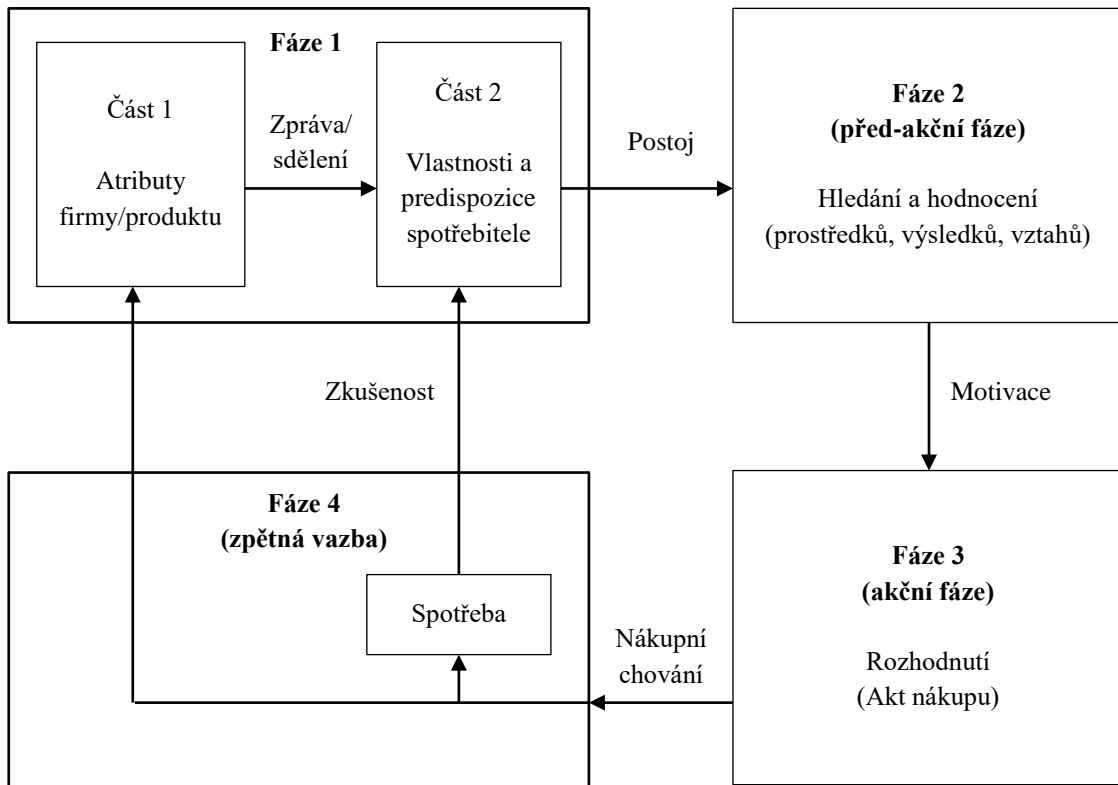 Fáze 1
Část 1
Atributy
firmy/produktu
Zpráva/
sdělení
Část 2
Vlastnosti a
predispozice
spotřebitele
Postoj
Fáze 2
(před-akční fáze)
Hledání a hodnocení
(prostředků, výsledků, vztahů)
Zkušenost
Motivace
Fáze 4
(zpětná vazba)
Spotřeba
Nákupní
chování
Fáze 3
(akční fáze)
Rozhodnutí
(Akt nákupu)